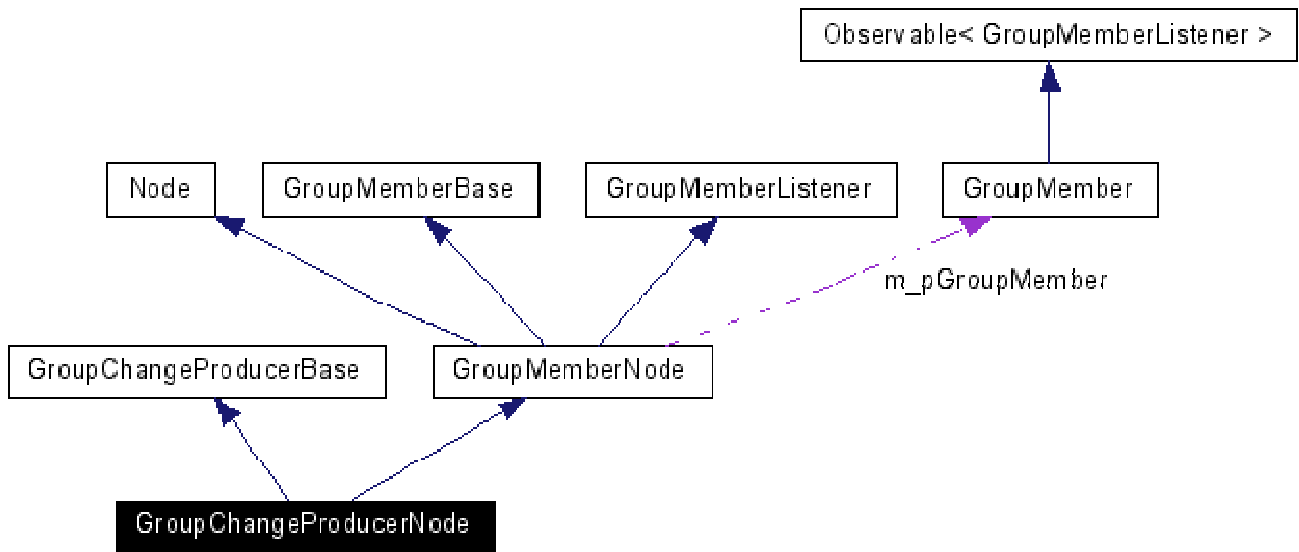 Observable< GroupMemberListener >
Node
GroupMemberBase
GroupMemberListener
GroupMember
m_pGroupMember
GroupChangeProducerBase
GroupMemberNode
GroupChangeProducerNode